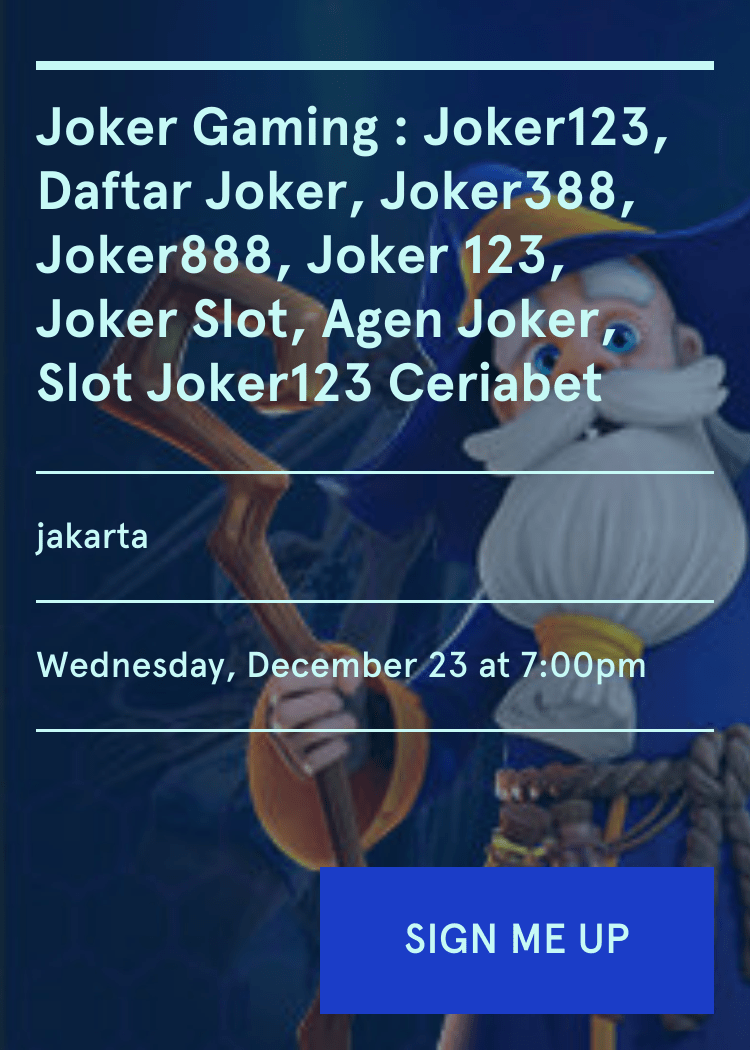 Joker Gaming : Joker123,
Daftar Joker, Joker388,
Joker888, Joker 123,
Joker Slot, Agen Joker,
Slot Joker123 Ceriabet
jakarta
Wednesday, December 23 at 7:00pm
SIGN ME UP